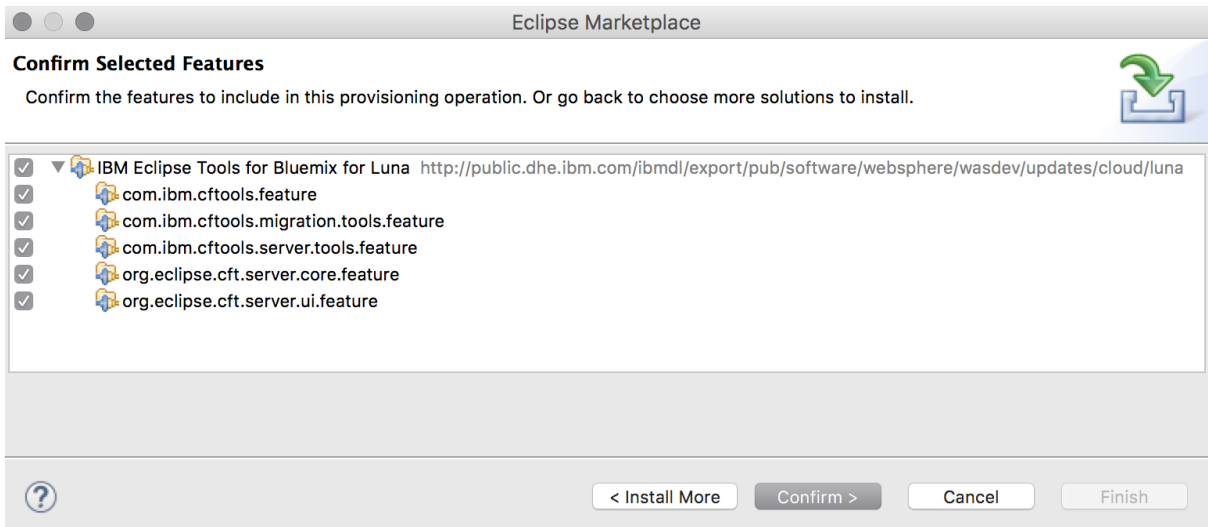 Eclipse Marketplace
Confirm Selected Features
Confirm the features to include in this provisioning operation. Or go back to choose more solutions to install.
IBM Eclipse Tools for Bluemix for Luna http://public.dhe.ibm.com/ibmdl/export/pub/software/websphere/wasdev/updates/cloud/luna
com.ibm.cftools.feature
com.ibm.cftools.migration.tools.feature
com.ibm.cftools.server.tools.feature
org.eclipse.cft.server.core.feature
org.eclipse.cft.server.ui.feature
? < Install More Confirm > Cancel Finish